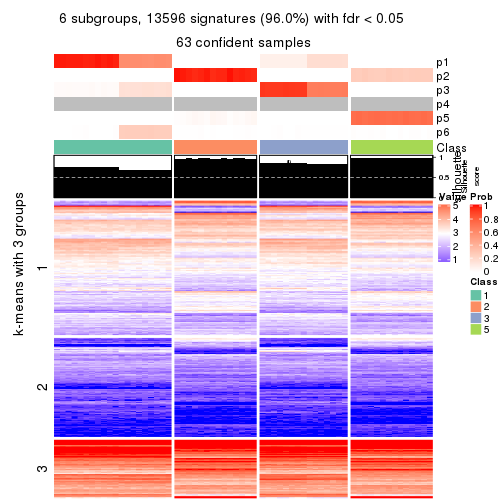 6 subgroups, 13596 signatures (96.0%) with fdr < 0.05
63 confident samples
p1
p2
p3
p4
p5
p6
Class
1
0.5
0
silhouette
silhouette
score
Value
5
4
3
2
1
Prob
1
0.8
0.6
0.4
0.2
0
Class
1
2
3
5
k-means with 3 groups
1
2
3